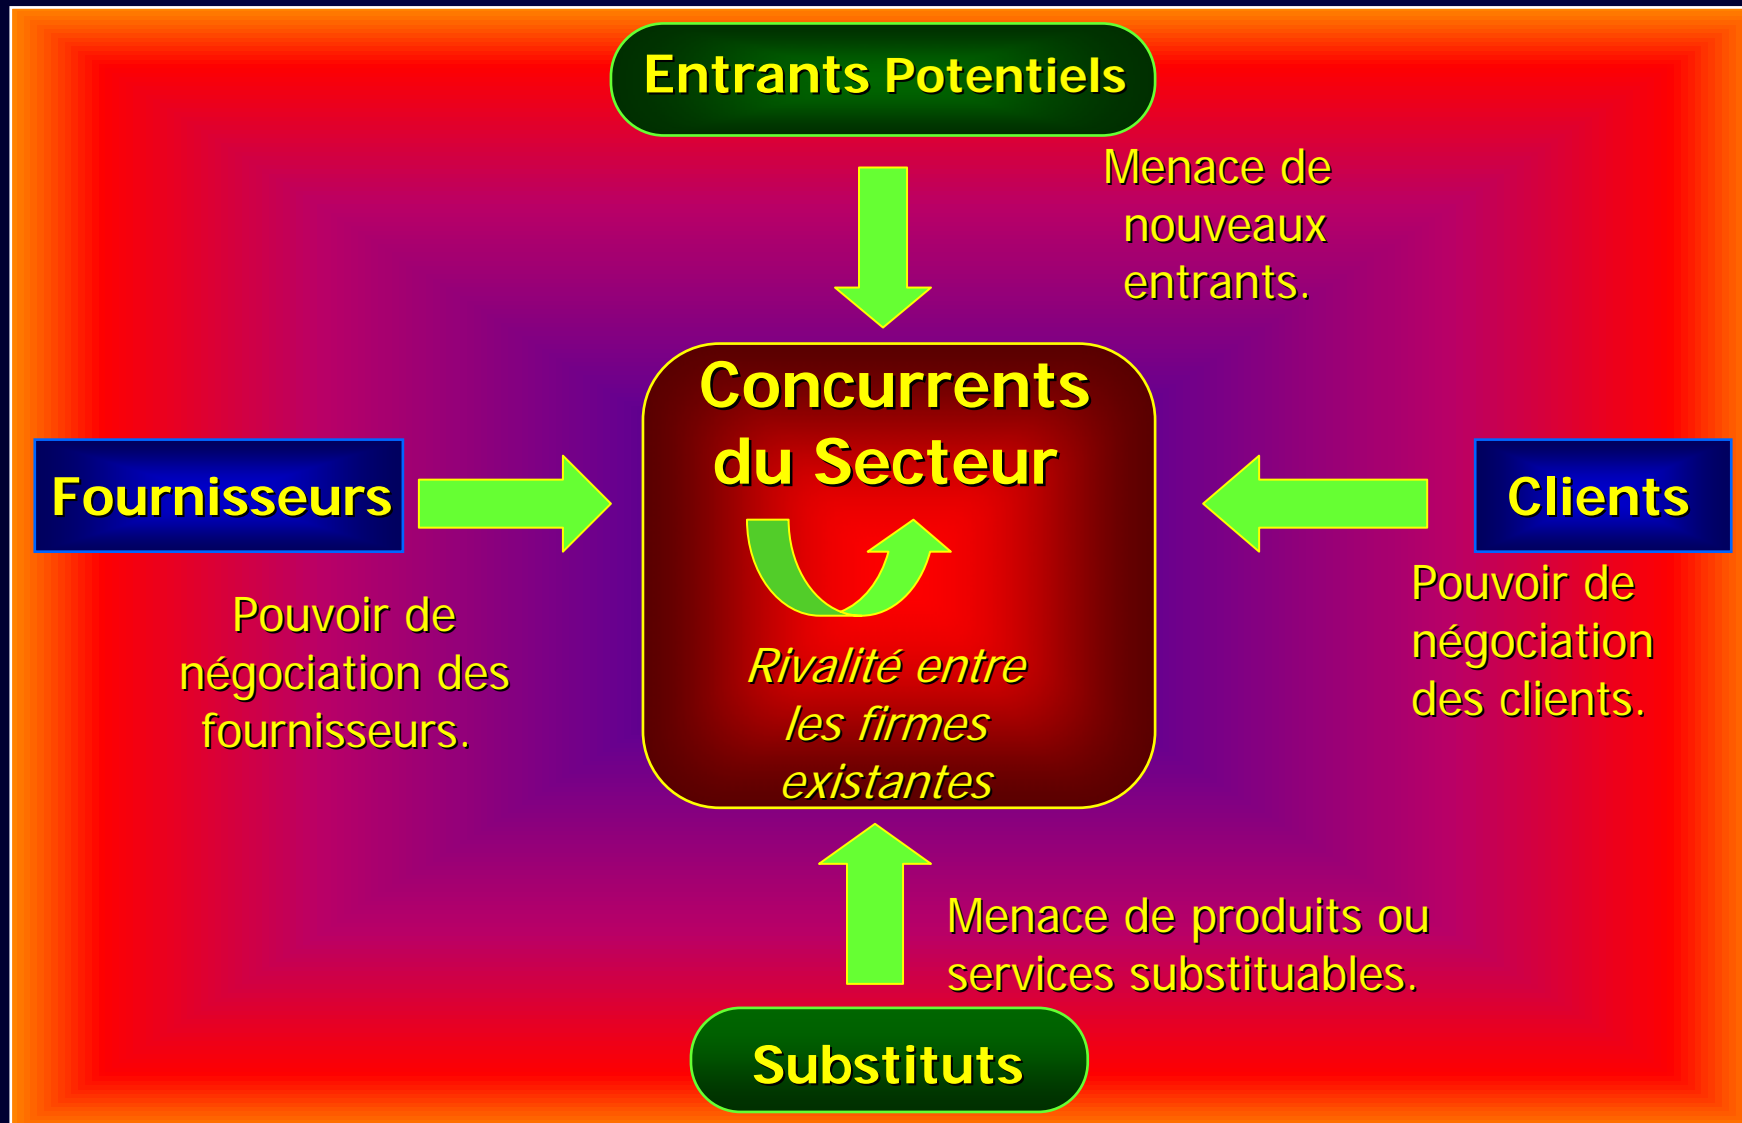 Entrants Potentiels
Menace de
nouveaux
entrants.
Concurrents
du Secteur
Fournisseurs
Clients
Pouvoir de
négociation des
fournisseurs.
Pouvoir de
négociation
des clients.
Rivalité entre
les firmes
existantes
Menace de produits ou
services substituables.
Substituts